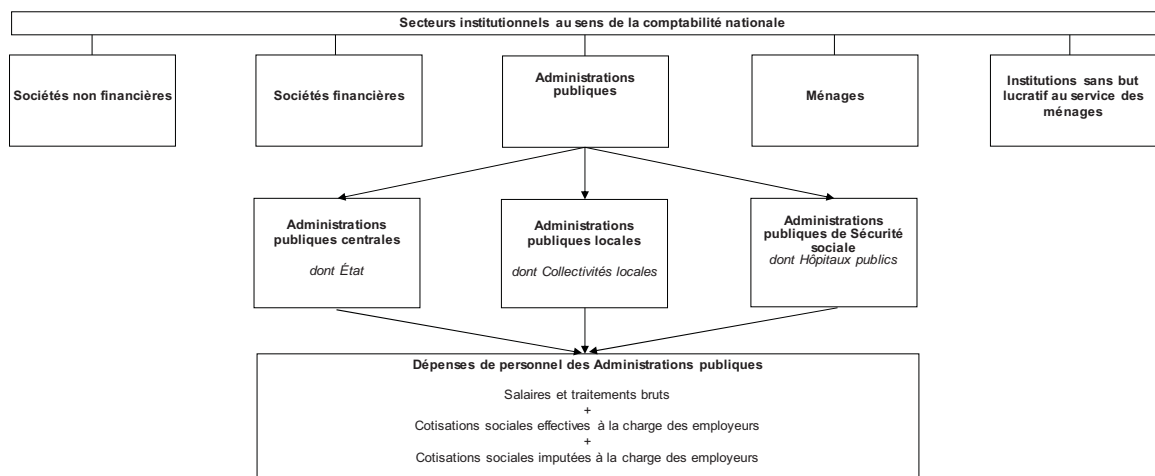 Secteurs institutionnels au sens de la comptabilité nationale
Sociétés non financières
Sociétés financières
Administrations
publiques
Ménages
Institutions sans but
lucratif au service des
ménages
Administrations
publiques centrales
dont État
Administrations
publiques locales
dont Collectivités locales
Administrations
publiques de Sécurité
sociale
dont Hôpitaux publics
Dépenses de personnel des Administrations publiques
Salaires et traitements bruts
+
Cotisations sociales effectives à la charge des employeurs
+
Cotisations sociales imputées à la charge des employeurs